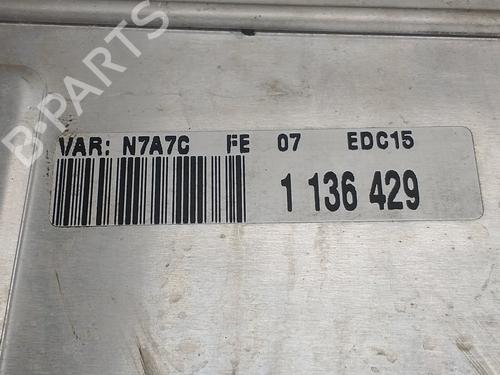 B-PARTS
VAR: N7A7C FE 07 EDC15
1 136 429